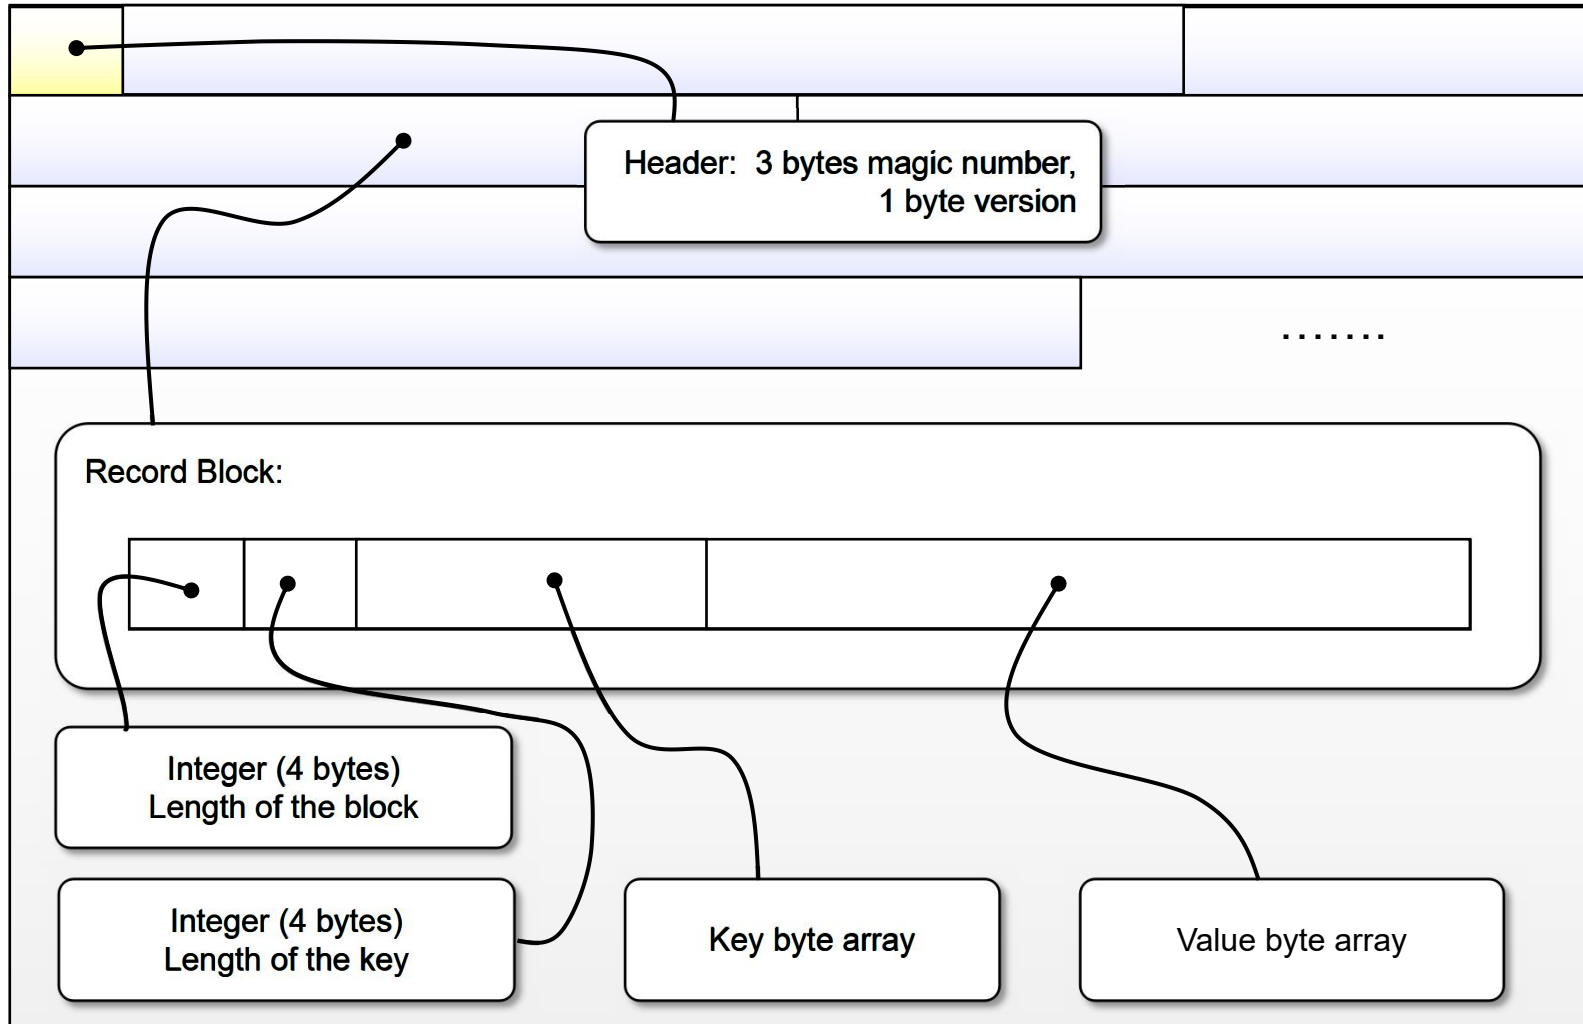 Header:  3 bytes magic number,
1 byte version
.......
Record Block:
Integer (4 bytes)
Length of the block
Integer (4 bytes)
Length of the key
Key byte array
Value byte array